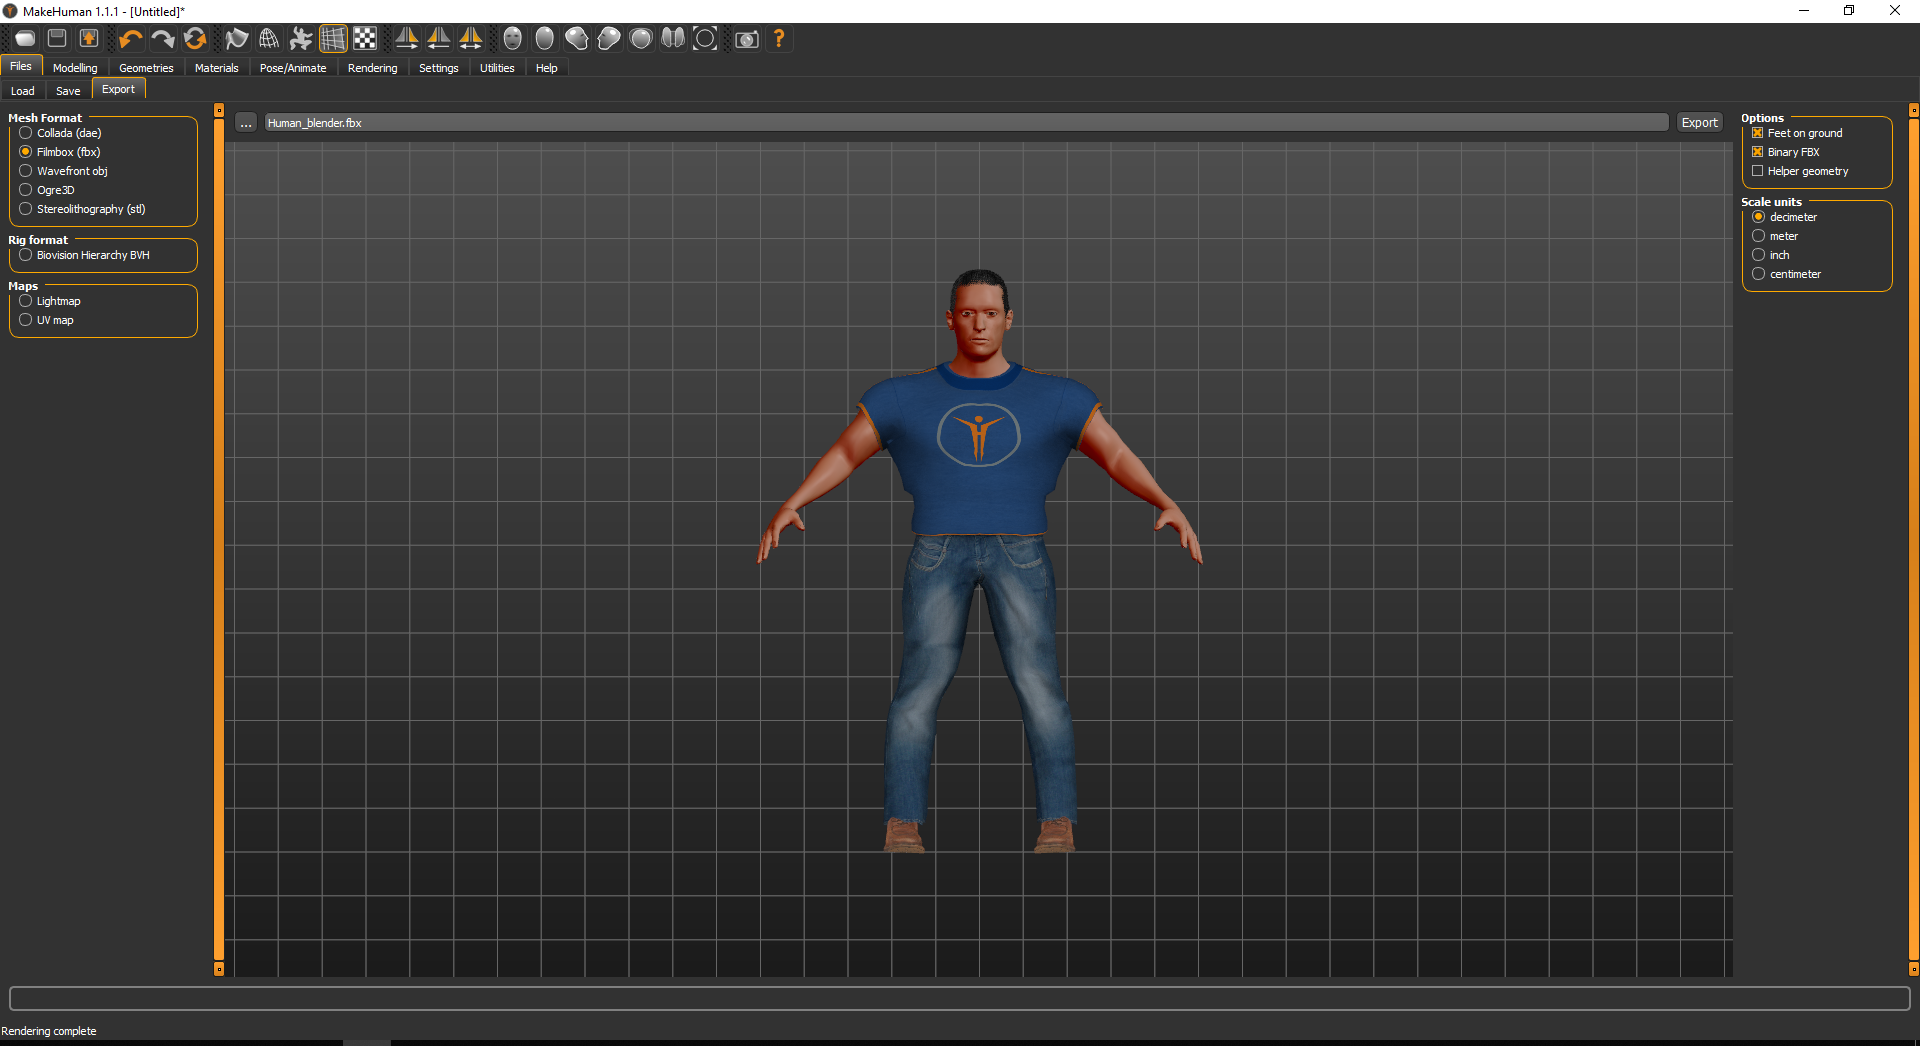 MakeHuman 1.1.1 - [Untitled]*
Files Modelling Geometries Materials Pose/Animate Rendering Settings Utilities Help
Load Save Export
Mesh Format
Collada (dae)
Filmbox (fbx)
Wavefront obj
Ogre3D
Stereolithography (stl)
Rig format
Biovision Hierarchy BVH
Maps
Lightmap
UV map
... Human_blender.fbx Export
Options
Feet on ground
Binary FBX
Helper geometry
Scale units
decimeter
meter
inch
centimeter
Rendering complete